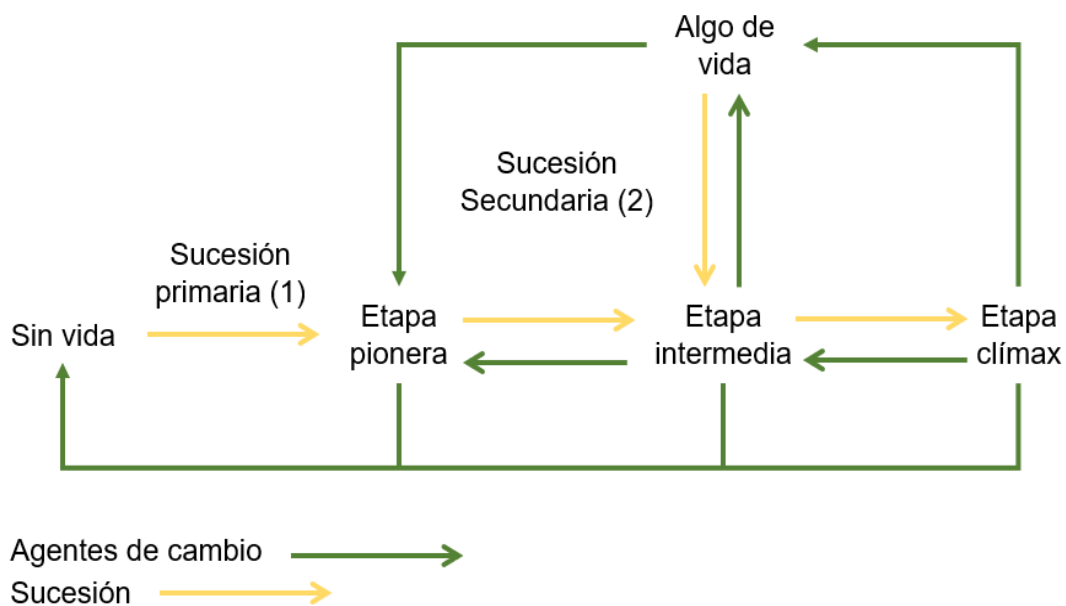 Algo de
vida
Sucesión
Secundaria (2)
Sucesión
primaria (1)
Sin vida
Etapa
pionera
Etapa
intermedia
Etapa
clímax
Agentes de cambio
Sucesión